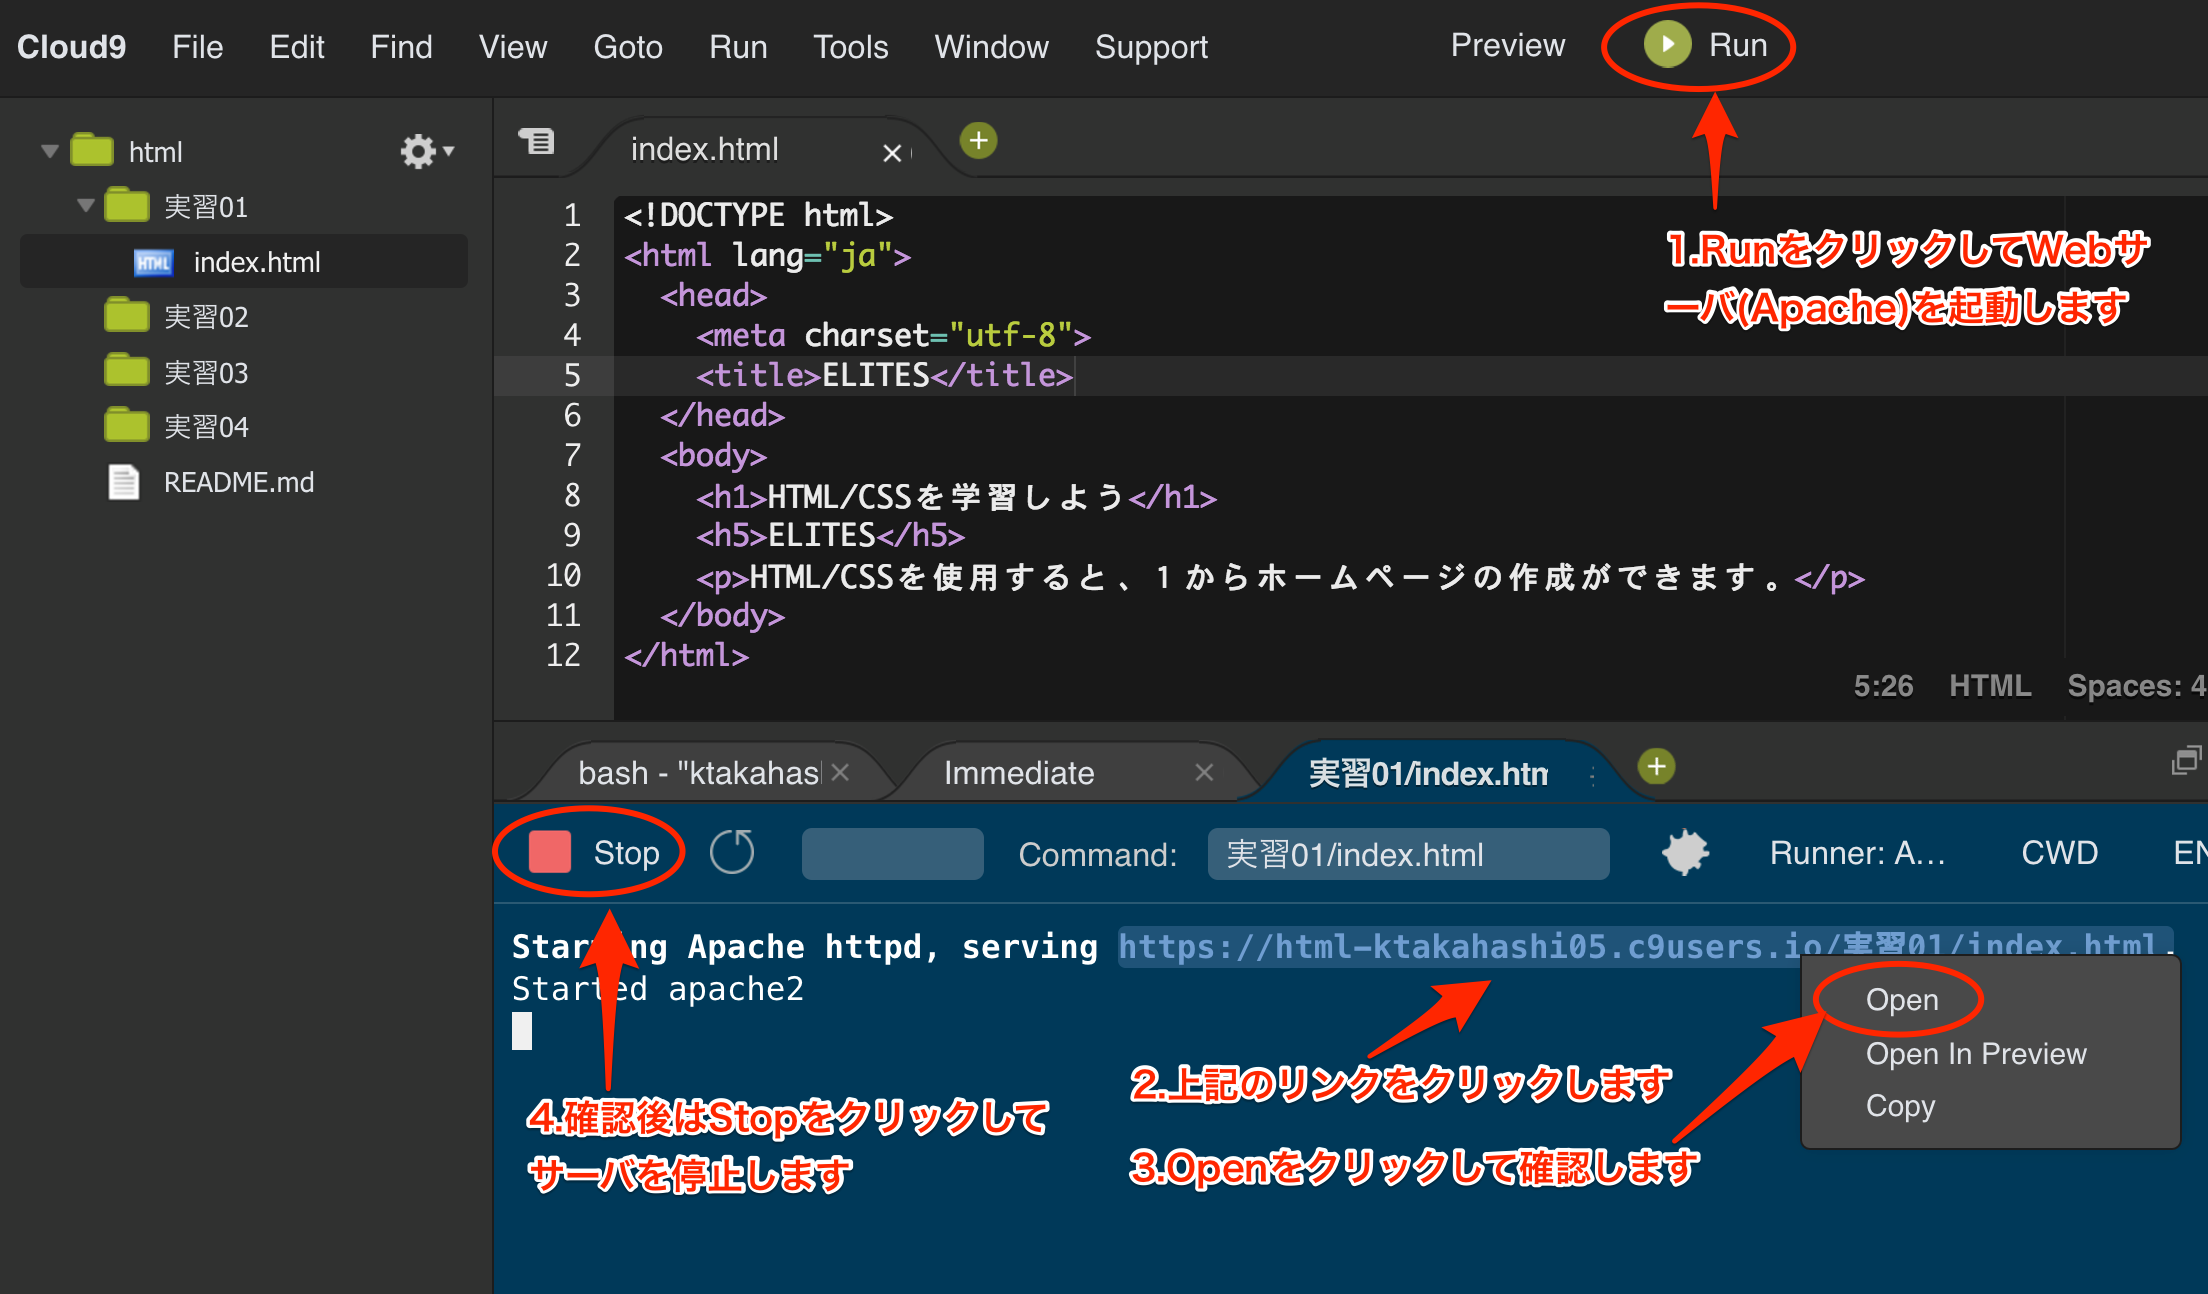 Cloud9 File Edit Find View Goto Run Tools Window Support Preview Run
html
実習01
index.html
実習02
実習03
実習04
README.md
index.html
1 <!DOCTYPE html>
2 <html lang="ja">
3 <head>
4 <meta charset="utf-8">
5 <title>ELITES</title>
6 </head>
7 <body>
8 <h1>HTML/CSSを学習しよう</h1>
9 <h5>ELITES</h5>
10 <p>HTML/CSSを使用すると、１からホームページの作成ができます。</p>
11 </body>
12 </html>
1.RunをクリックしてWebサ
ーバ(Apache)を起動します
5:26 HTML Spaces: 4
bash - "ktakahas Immediate 実習01/index.htm
Stop Command: 実習01/index.html Runner: A... CWD EN
Starting Apache httpd, serving https://html-ktakahashi05.c9users.io/実習01/index.html.
Started apache2
Open
Open In Preview
Copy
2.上記のリンクをクリックします
3.Openをクリックして確認します
4.確認後はStopをクリックして
サーバを停止します